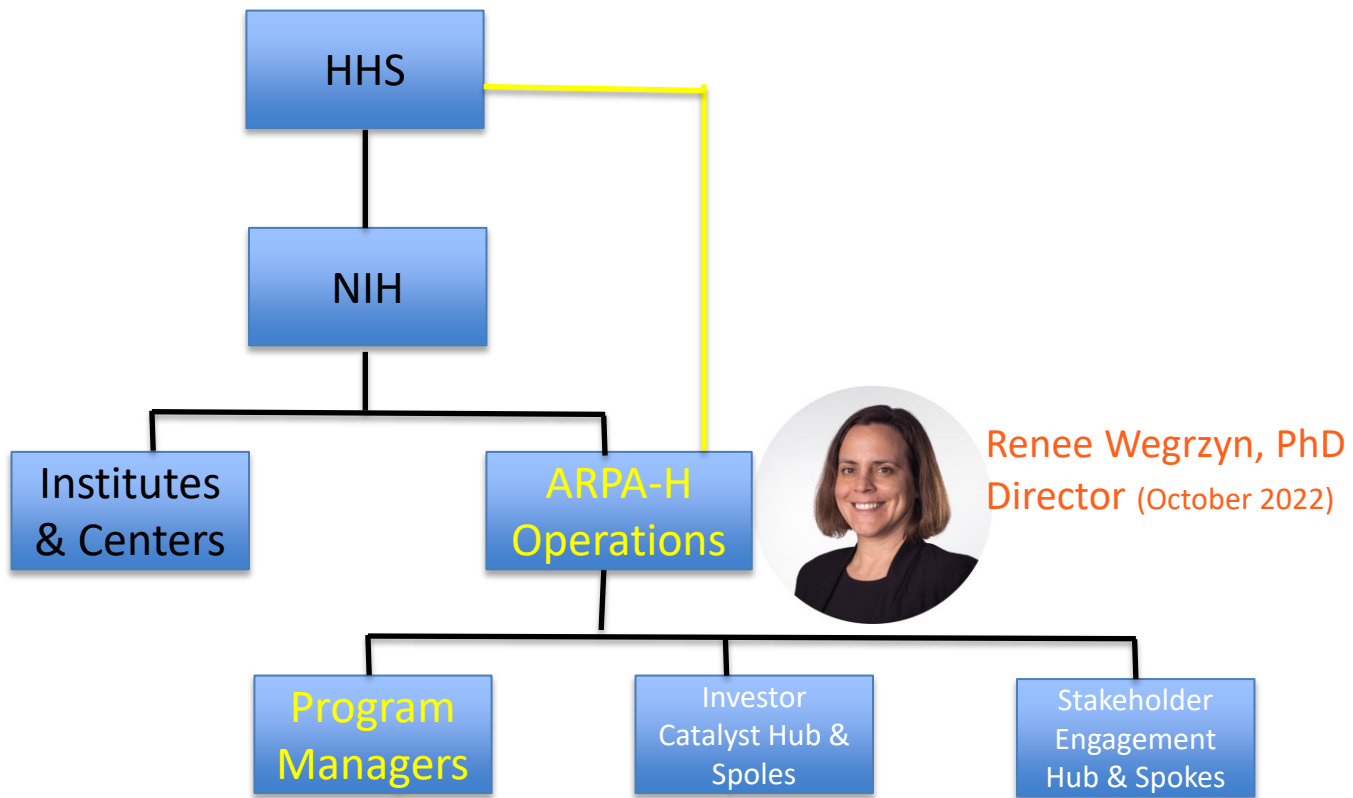 HHS
NIH
Institutes
& Centers
ARPA-H
Operations
Renee Wegrzyn, PhD
Director (October 2022)
Program
Managers
Investor
Catalyst Hub &
Spoles
Stakeholder
Engagement
Hub & Spokes